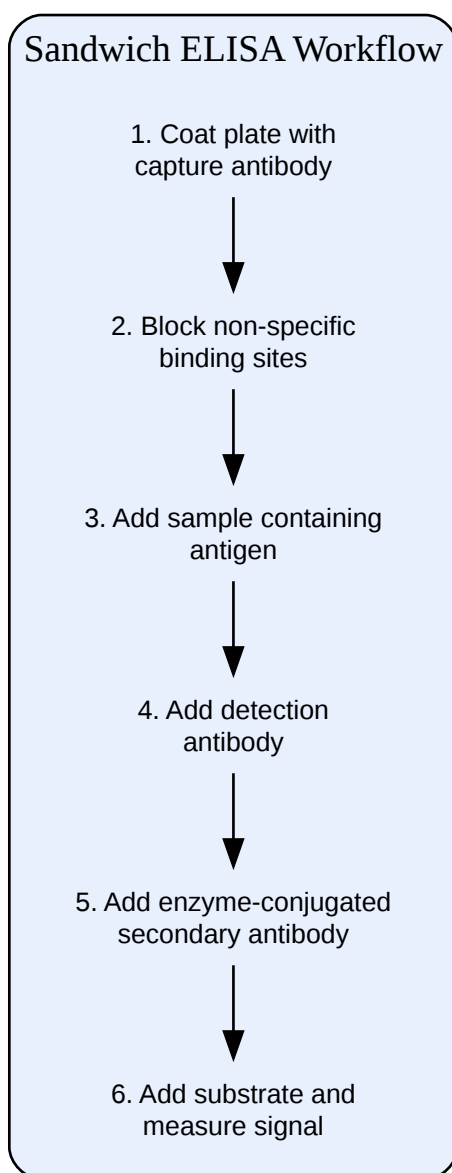 Sandwich ELISA Workflow
1. Coat plate with
capture antibody
2. Block non-specific
binding sites
3. Add sample containing
antigen
4. Add detection
antibody
5. Add enzyme-conjugated
secondary antibody
6. Add substrate and
measure signal